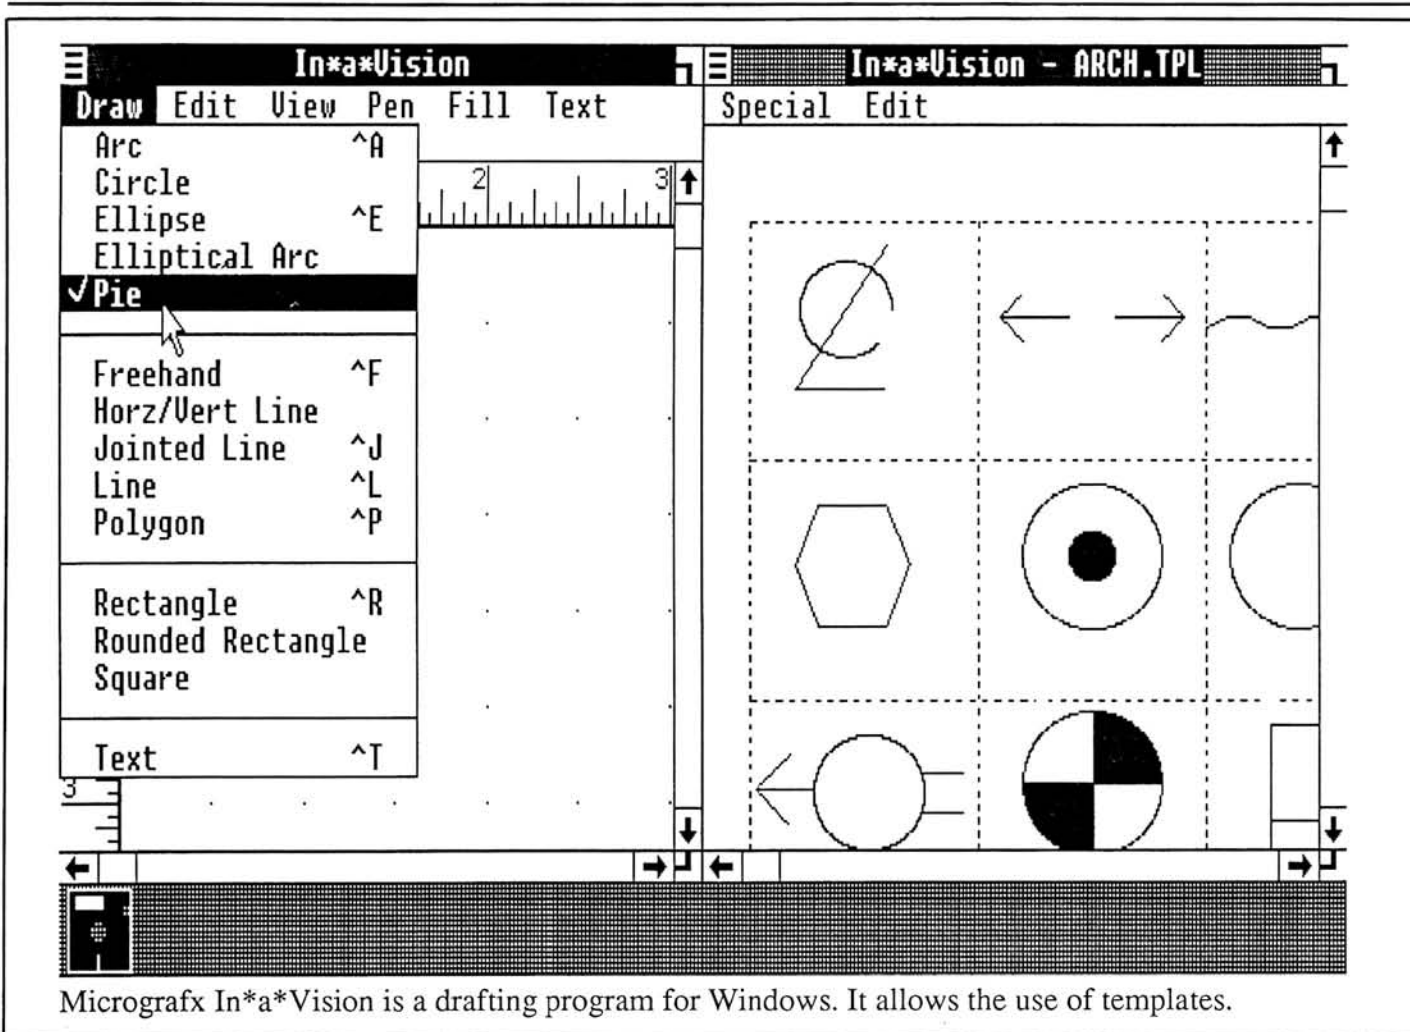 In*a*Vision
Draw Edit View Pen Fill Text
Arc ^A
Circle
Ellipse ^E
Elliptical Arc
✓Pie
Freehand ^F
Horz/Vert Line
Jointed Line ^J
Line ^L
Polygon ^P
Rectangle ^R
Rounded Rectangle
Square
Text ^T
2 3
3
In*a*Vision - ARCH.TPL
Special Edit
Micrografx In*a*Vision is a drafting program for Windows. It allows the use of templates.